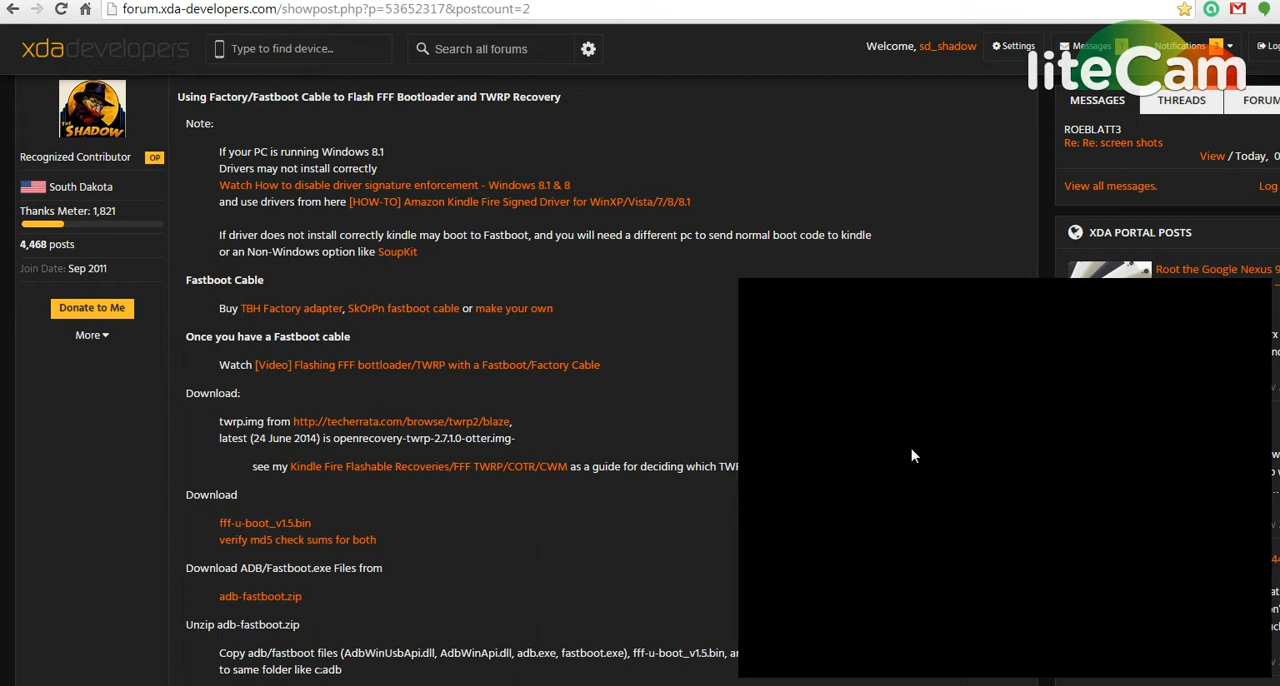 forum.xda-developers.com/showpost.php?p=53652317&postcount=2
xdadevelopers
Type to find device...
Search all forums
Welcome, sd_shadow
Settings
Messages
Notifications
liteCam
THE SHADOW
Recognized Contributor OP
South Dakota
Thanks Meter: 1,821
4,468 posts
Join Date: Sep 2011
Donate to Me
More
Using Factory/Fastboot Cable to Flash FFF Bootloader and TWRP Recovery
Note:
If your PC is running Windows 8.1
Drivers may not install correctly
Watch How to disable driver signature enforcement - Windows 8.1 & 8
and use drivers from here [HOW-TO] Amazon Kindle Fire Signed Driver for WinXP/Vista/7/8/8.1
If driver does not install correctly kindle may boot to Fastboot, and you will need a different pc to send normal boot code to kindle
or an Non-Windows option like SoupKit
Fastboot Cable
Buy TBH Factory adapter, SkOrPn fastboot cable or make your own
Once you have a Fastboot cable
Watch [Video] Flashing FFF bottloader/TWRP with a Fastboot/Factory Cable
Download:
twrp.img from http://techerrata.com/browse/twrp2/blaze,
latest (24 June 2014) is openrecovery-twrp-2.7.1.0-otter.img-
see my Kindle Fire Flashable Recoveries/FFF TWRP/COTR/CWM as a guide for deciding which TWR
Download
fff-u-boot_v1.5.bin
verify md5 check sums for both
Download ADB/Fastboot.exe Files from
adb-fastboot.zip
Unzip adb-fastboot.zip
Copy adb/fastboot files (AdbWinUsbApi.dll, AdbWinApi.dll, adb.exe, fastboot.exe), fff-u-boot_v1.5.bin, an
to same folder like c:adb
MESSAGES
THREADS
FORUM
ROEBLATT3
Re: Re: screen shots
View / Today, 0
View all messages.
Log
XDA PORTAL POSTS
Root the Google Nexus 9